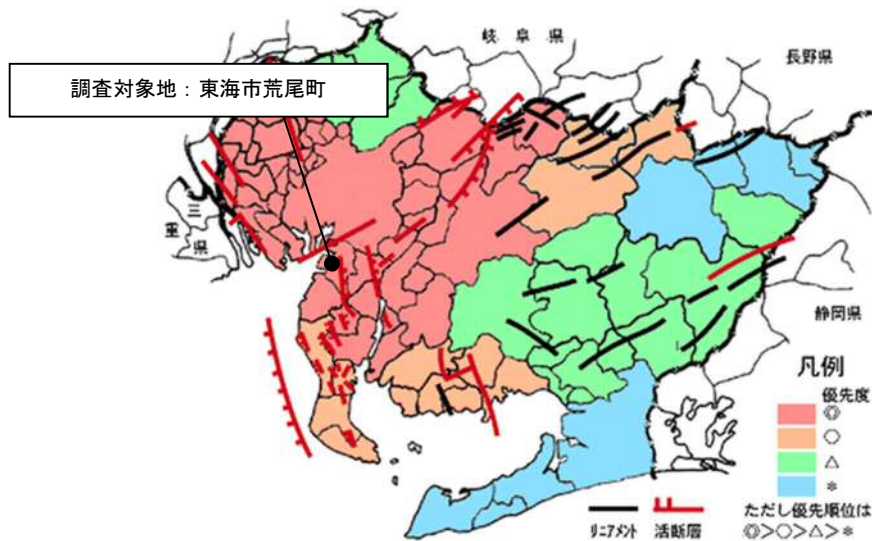 岐阜県
長野県
調査対象地：東海市荒尾町
三重県
静岡県
凡例
優先度
◎
○
△
*
リニアメント
活断層
ただし優先順位は
◎>○>△>*